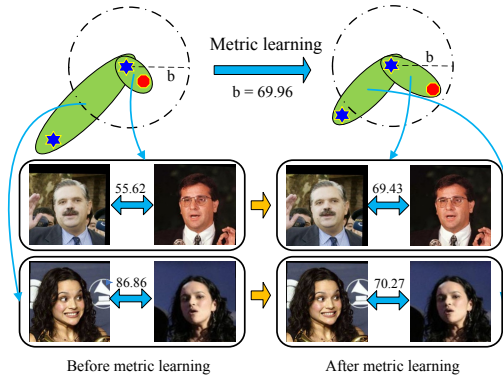 b
Metric learning
b = 69.96
b
55.62
69.43
86.86
70.27
Before metric learning
After metric learning